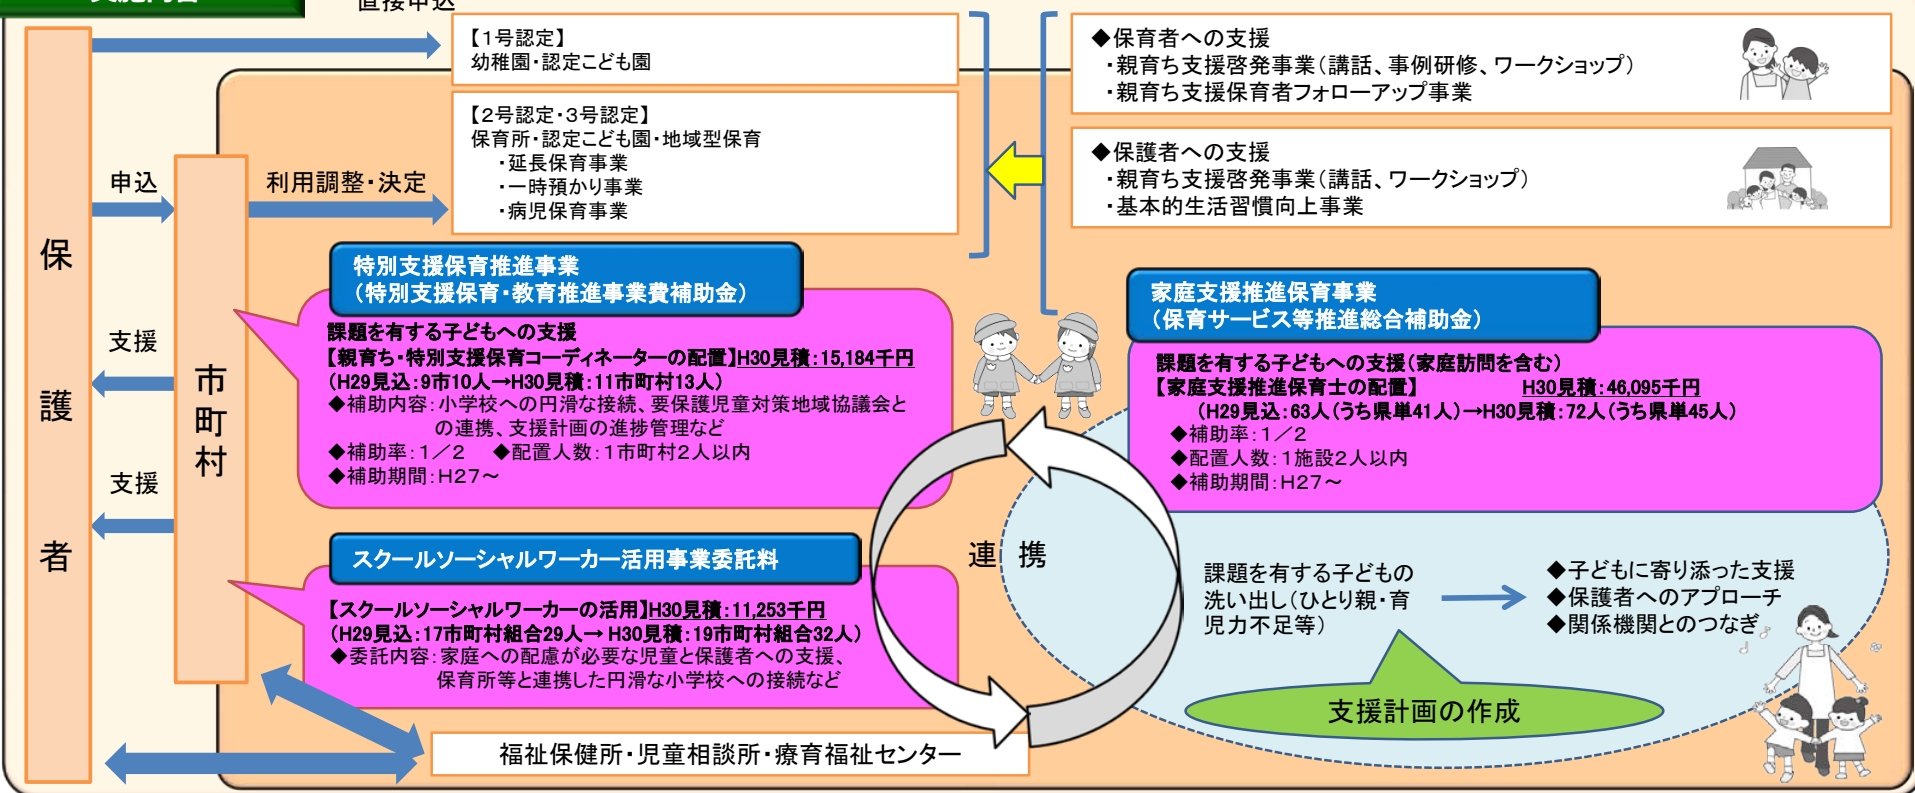 直接申込
保護者
申込
支援
支援
市町村
利用調整・決定
【１号認定】
幼稚園・認定こども園
【２号認定・３号認定】
保育所・認定こども園・地域型保育
・延長保育事業
・一時預かり事業
・病児保育事業
◆保育者への支援
・親育ち支援啓発事業（講話、事例研修、ワークショップ）
・親育ち支援保育者フォローアップ事業
◆保護者への支援
・親育ち支援啓発事業（講話、ワークショップ）
・基本的生活習慣向上事業
特別支援保育推進事業
（特別支援保育・教育推進事業費補助金）
課題を有する子どもへの支援
【親育ち・特別支援保育コーディネーターの配置】H30見積：15,184千円
（H29見込：9市10人→H30見積：11市町村13人）
◆補助内容：小学校への円滑な接続、要保護児童対策地域協議会と
の連携、支援計画の進捗管理など
◆補助率：１／２　◆配置人数：１市町村２人以内
◆補助期間：H27～
スクールソーシャルワーカー活用事業委託料
【スクールソーシャルワーカーの活用】H30見積：11,253千円
（H29見込：17市町村組合29人→ H30見積：19市町村組合32人）
◆委託内容：家庭への配慮が必要な児童と保護者への支援、
保育所等と連携した円滑な小学校への接続など
福祉保健所・児童相談所・療育福祉センター
連携
家庭支援推進保育事業
（保育サービス等推進総合補助金）
課題を有する子どもへの支援（家庭訪問を含む）
【家庭支援推進保育士の配置】　H30見積：46,095千円
（H29見込：63人（うち県単41人）→H30見積：72人（うち県単45人）
◆補助率：１／２
◆配置人数：１施設２人以内
◆補助期間：H27～
課題を有する子どもの
洗い出し（ひとり親・育
児力不足等）
◆子どもに寄り添った支援
◆保護者へのアプローチ
◆関係機関とのつなぎ
支援計画の作成